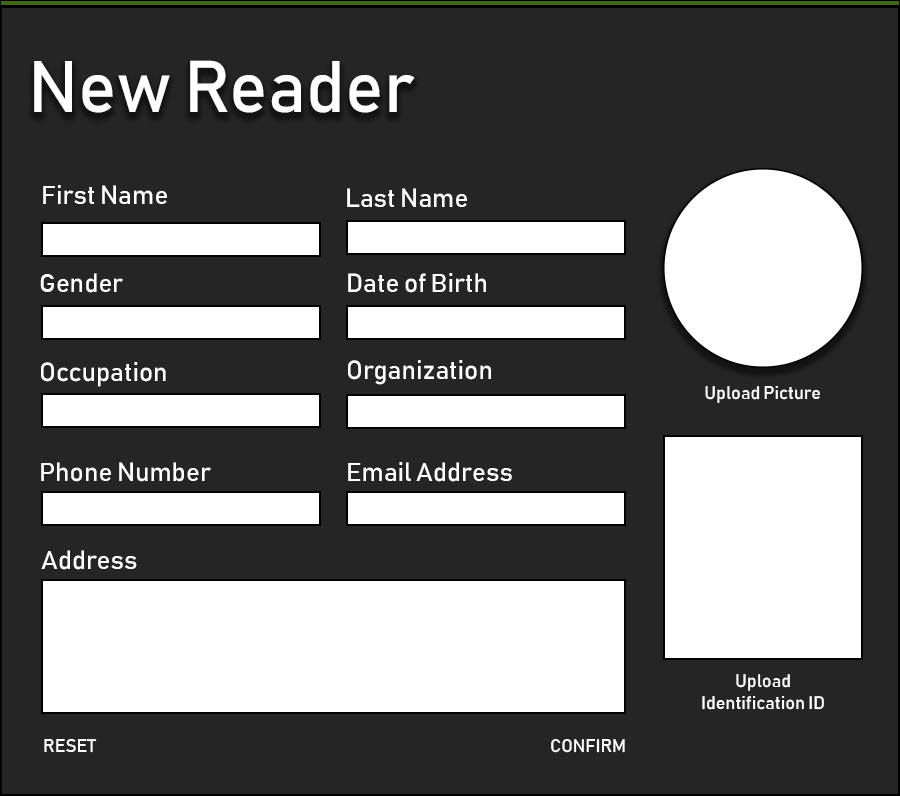 New Reader
First Name
Last Name
Gender
Date of Birth
Occupation
Organization
Phone Number
Email Address
Address
Upload Picture
Upload
Identification ID
RESET
CONFIRM